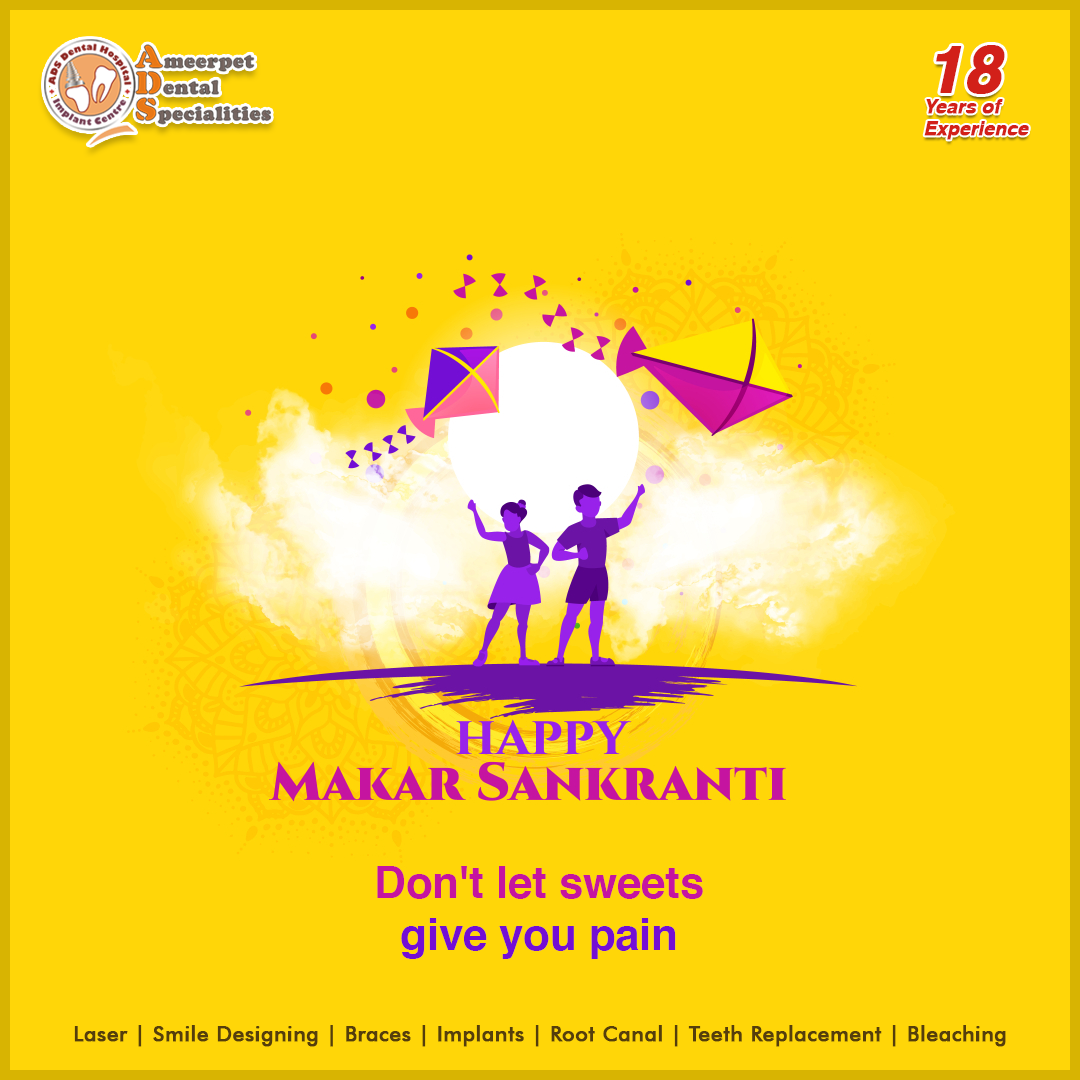 ADS Dental Hospital
Implant Centre
Ameerpet
Dental
Specialities
18
Years of
Experience
HAPPY
MAKAR SANKRANTI
Don't let sweets
give you pain
Laser | Smile Designing | Braces | Implants | Root Canal | Teeth Replacement | Bleaching